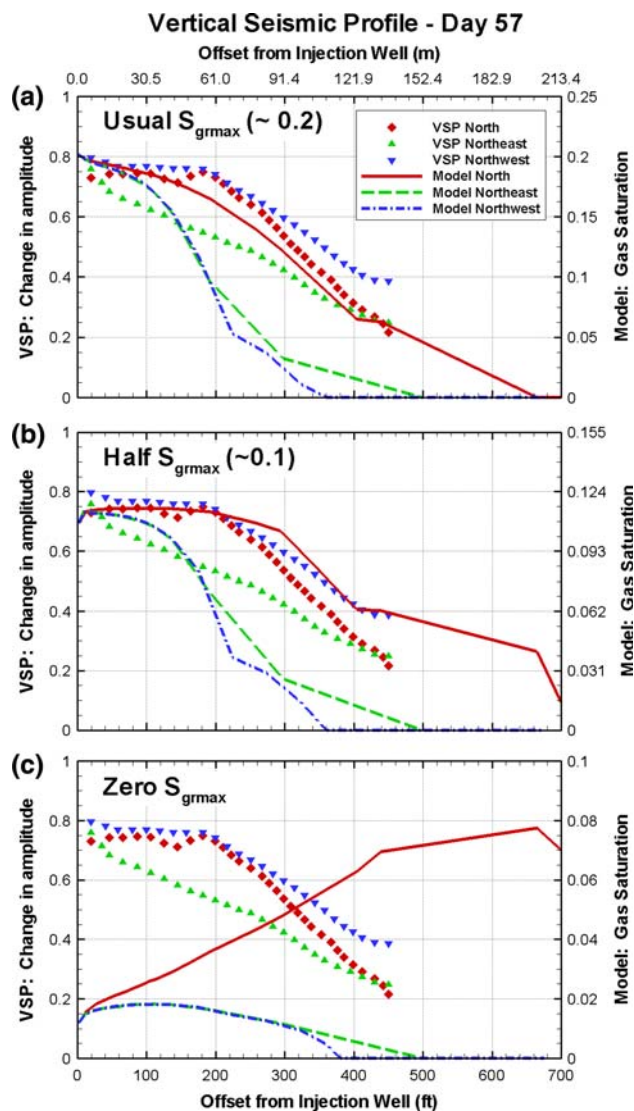 Vertical Seismic Profile - Day 57
Offset from Injection Well (m)
0.0 30.5 61.0 91.4 121.9 152.4 182.9 213.4
(a)
Usual Sgrmax (~ 0.2)
VSP North
VSP Northeast
VSP Northwest
Model North
Model Northeast
Model Northwest
VSP: Change in amplitude
1
0.8
0.6
0.4
0.2
0
Model: Gas Saturation
0.25
0.2
0.15
0.1
0.05
0
(b)
Half Sgrmax (~0.1)
VSP: Change in amplitude
1
0.8
0.6
0.4
0.2
0
Model: Gas Saturation
0.155
0.124
0.093
0.062
0.031
0
(c)
Zero Sgrmax
VSP: Change in amplitude
1
0.8
0.6
0.4
0.2
0
Model: Gas Saturation
0.1
0.08
0.06
0.04
0.02
0
0 100 200 300 400 500 600 700
Offset from Injection Well (ft)